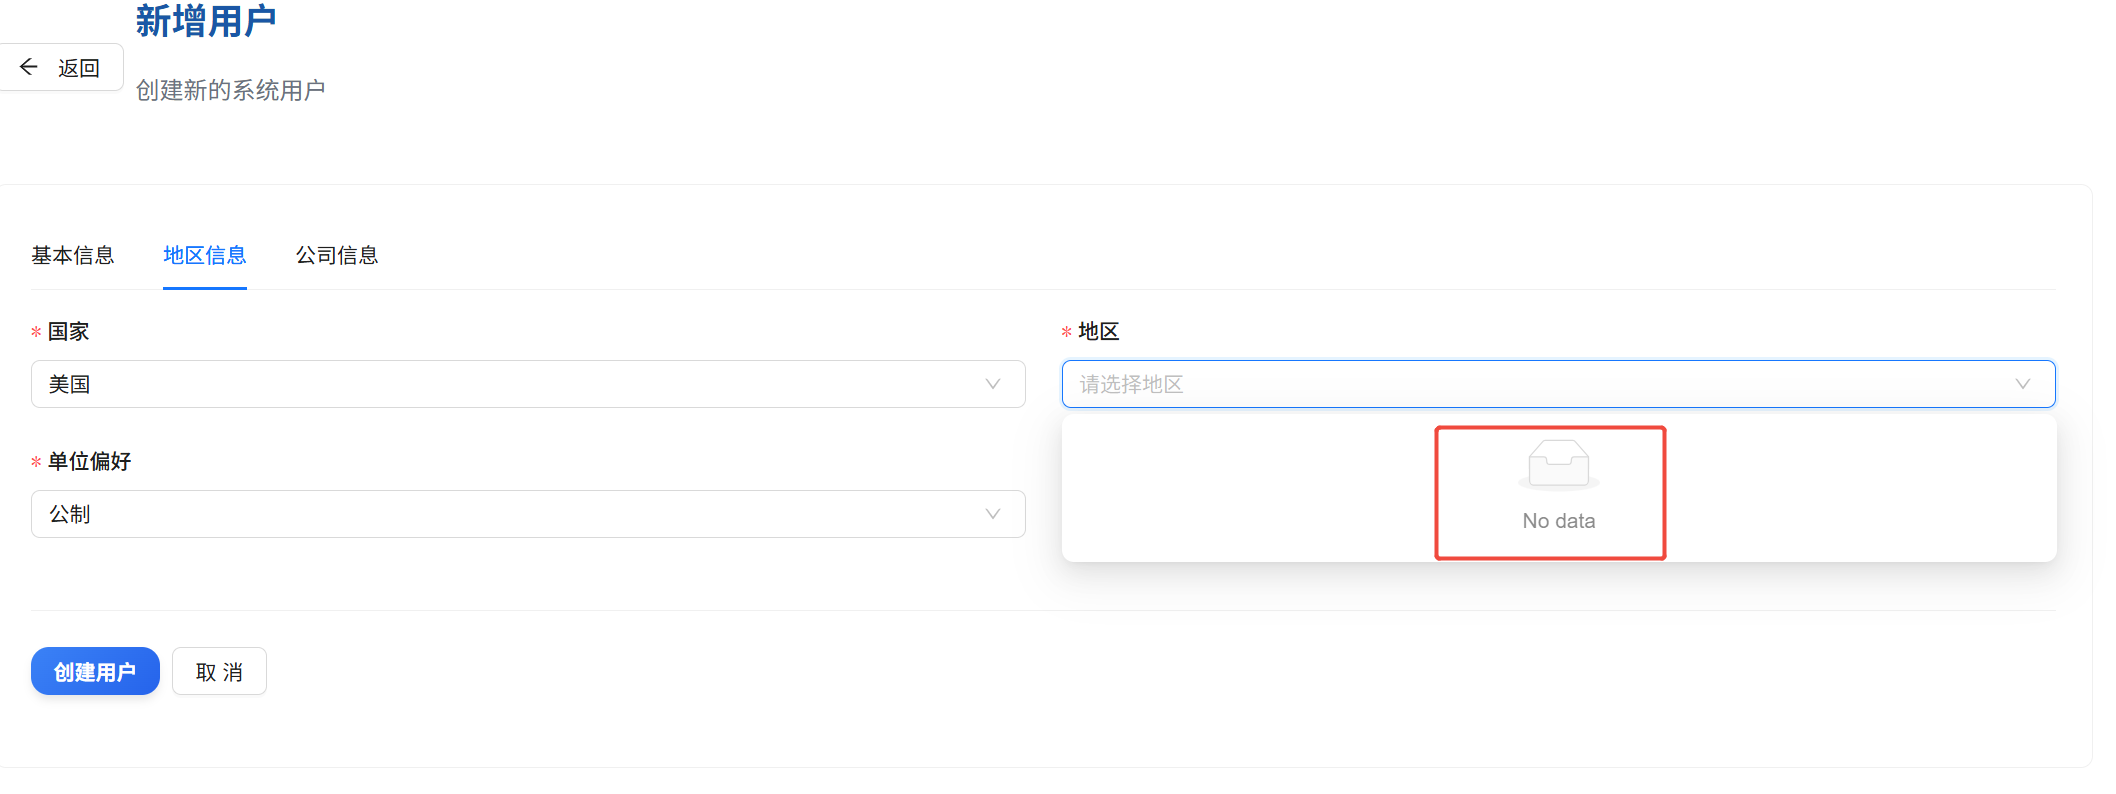 新增用户
返回
创建新的系统用户
基本信息 地区信息 公司信息
* 国家
美国
* 地区
请选择地区
No data
* 单位偏好
公制
创建用户 取 消